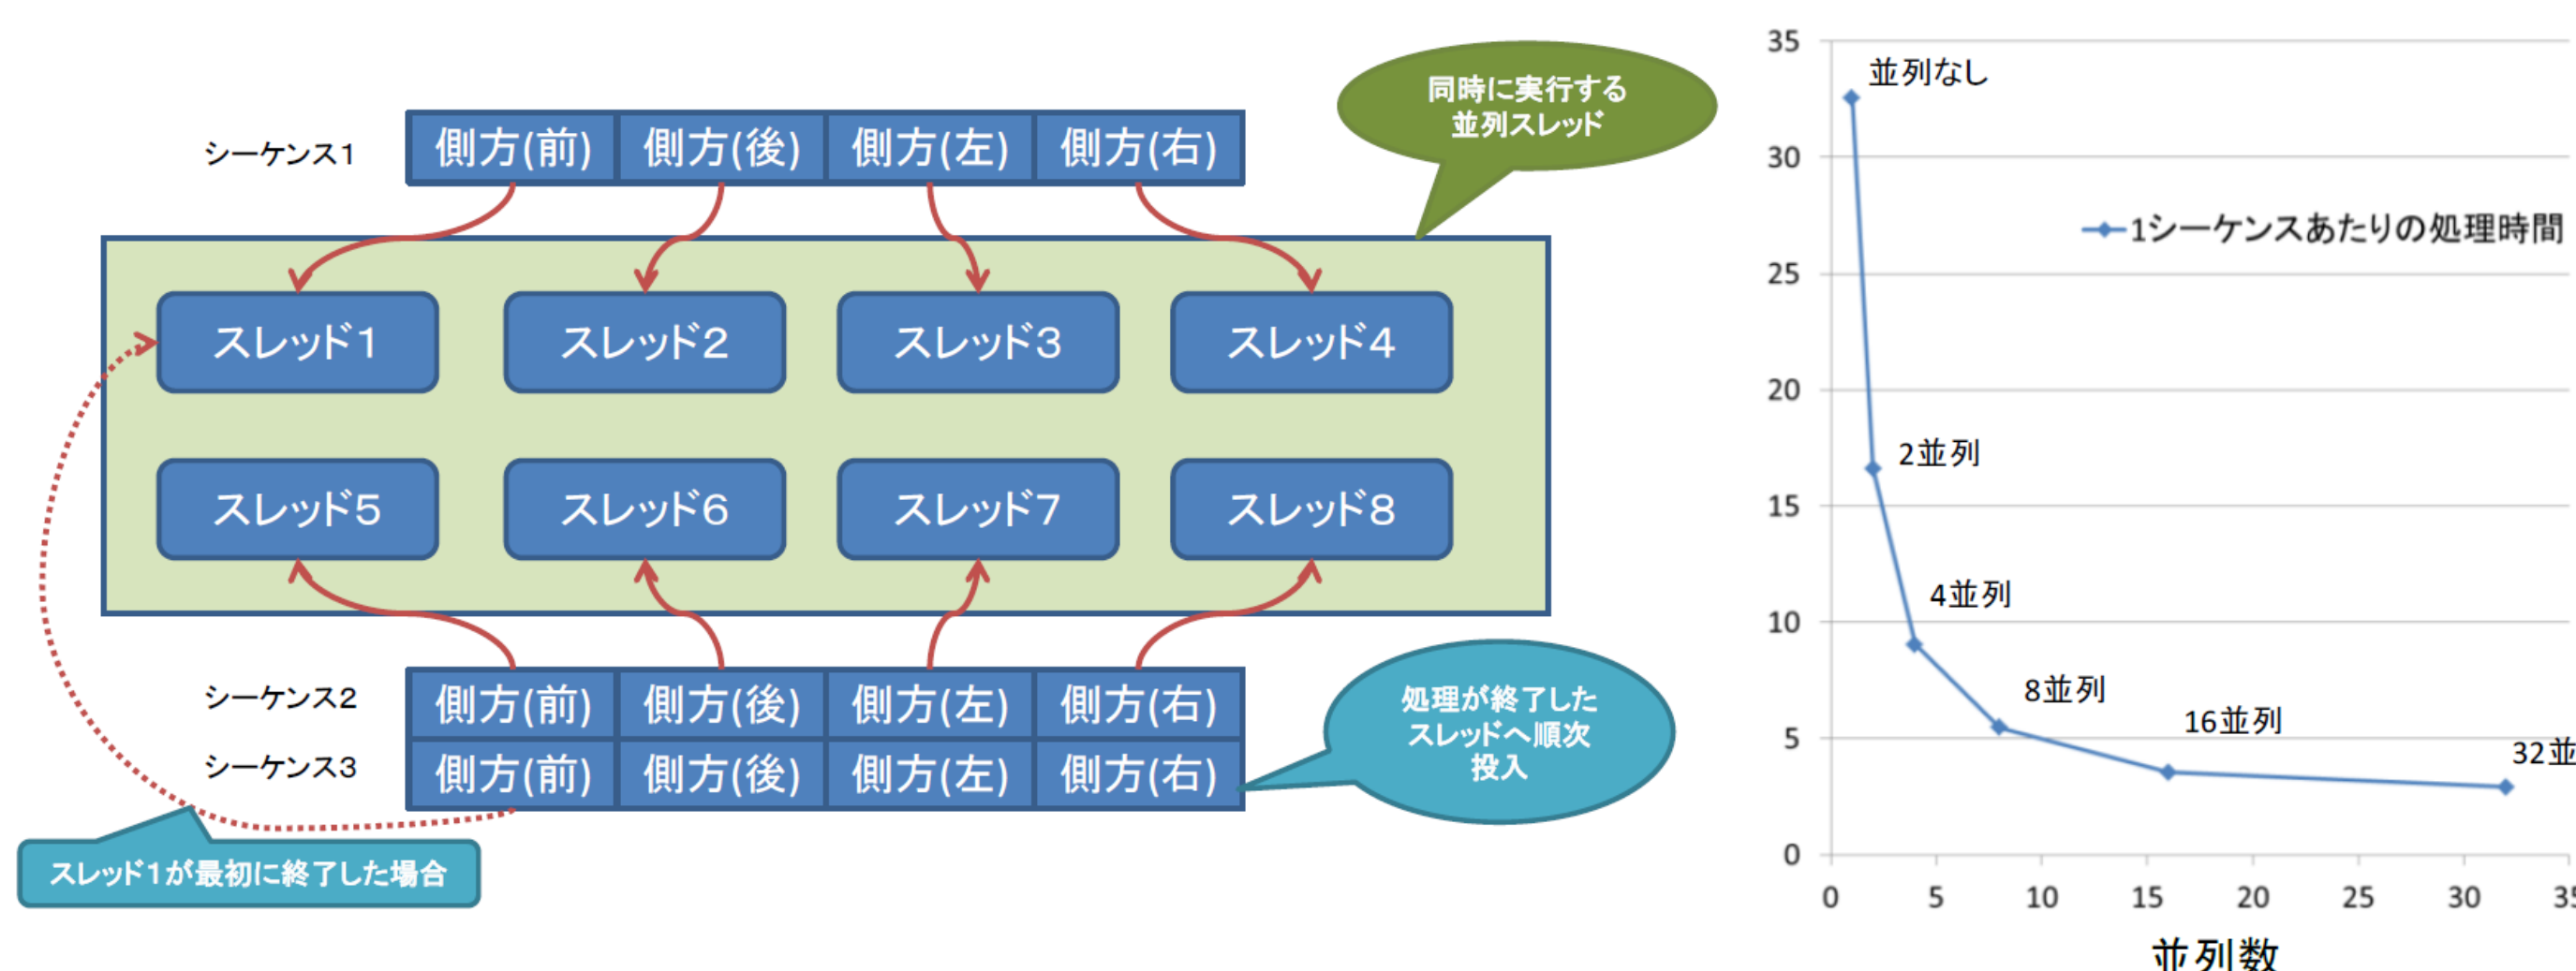 シーケンス1
側方(前) 側方(後) 側方(左) 側方(右)
同時に実行する
並列スレッド
スレッド1 スレッド2 スレッド3 スレッド4
スレッド5 スレッド6 スレッド7 スレッド8
シーケンス2
側方(前) 側方(後) 側方(左) 側方(右)
シーケンス3
側方(前) 側方(後) 側方(左) 側方(右)
処理が終了した
スレッドへ順次
投入
スレッド1が最初に終了した場合
35
30
25
20
15
10
5
0
並列なし
1シーケンスあたりの処理時間
2並列
4並列
8並列
16並列
32並
0 5 10 15 20 25 30 35
並列数